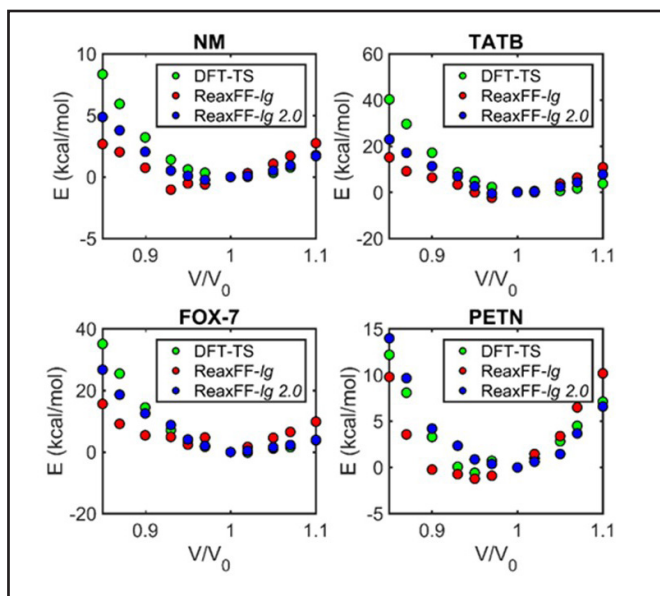 NM
10
5
0
-5
E (kcal/mol)
DFT-TS
ReaxFF-lg
ReaxFF-lg 2.0
0.9
1
1.1
V/V0
TATB
60
40
20
0
-20
E (kcal/mol)
DFT-TS
ReaxFF-lg
ReaxFF-lg 2.0
0.9
1
1.1
V/V0
FOX-7
40
20
0
-20
E (kcal/mol)
DFT-TS
ReaxFF-lg
ReaxFF-lg 2.0
0.9
1
1.1
V/V0
PETN
15
10
5
0
-5
E (kcal/mol)
DFT-TS
ReaxFF-lg
ReaxFF-lg 2.0
0.9
1
1.1
V/V0